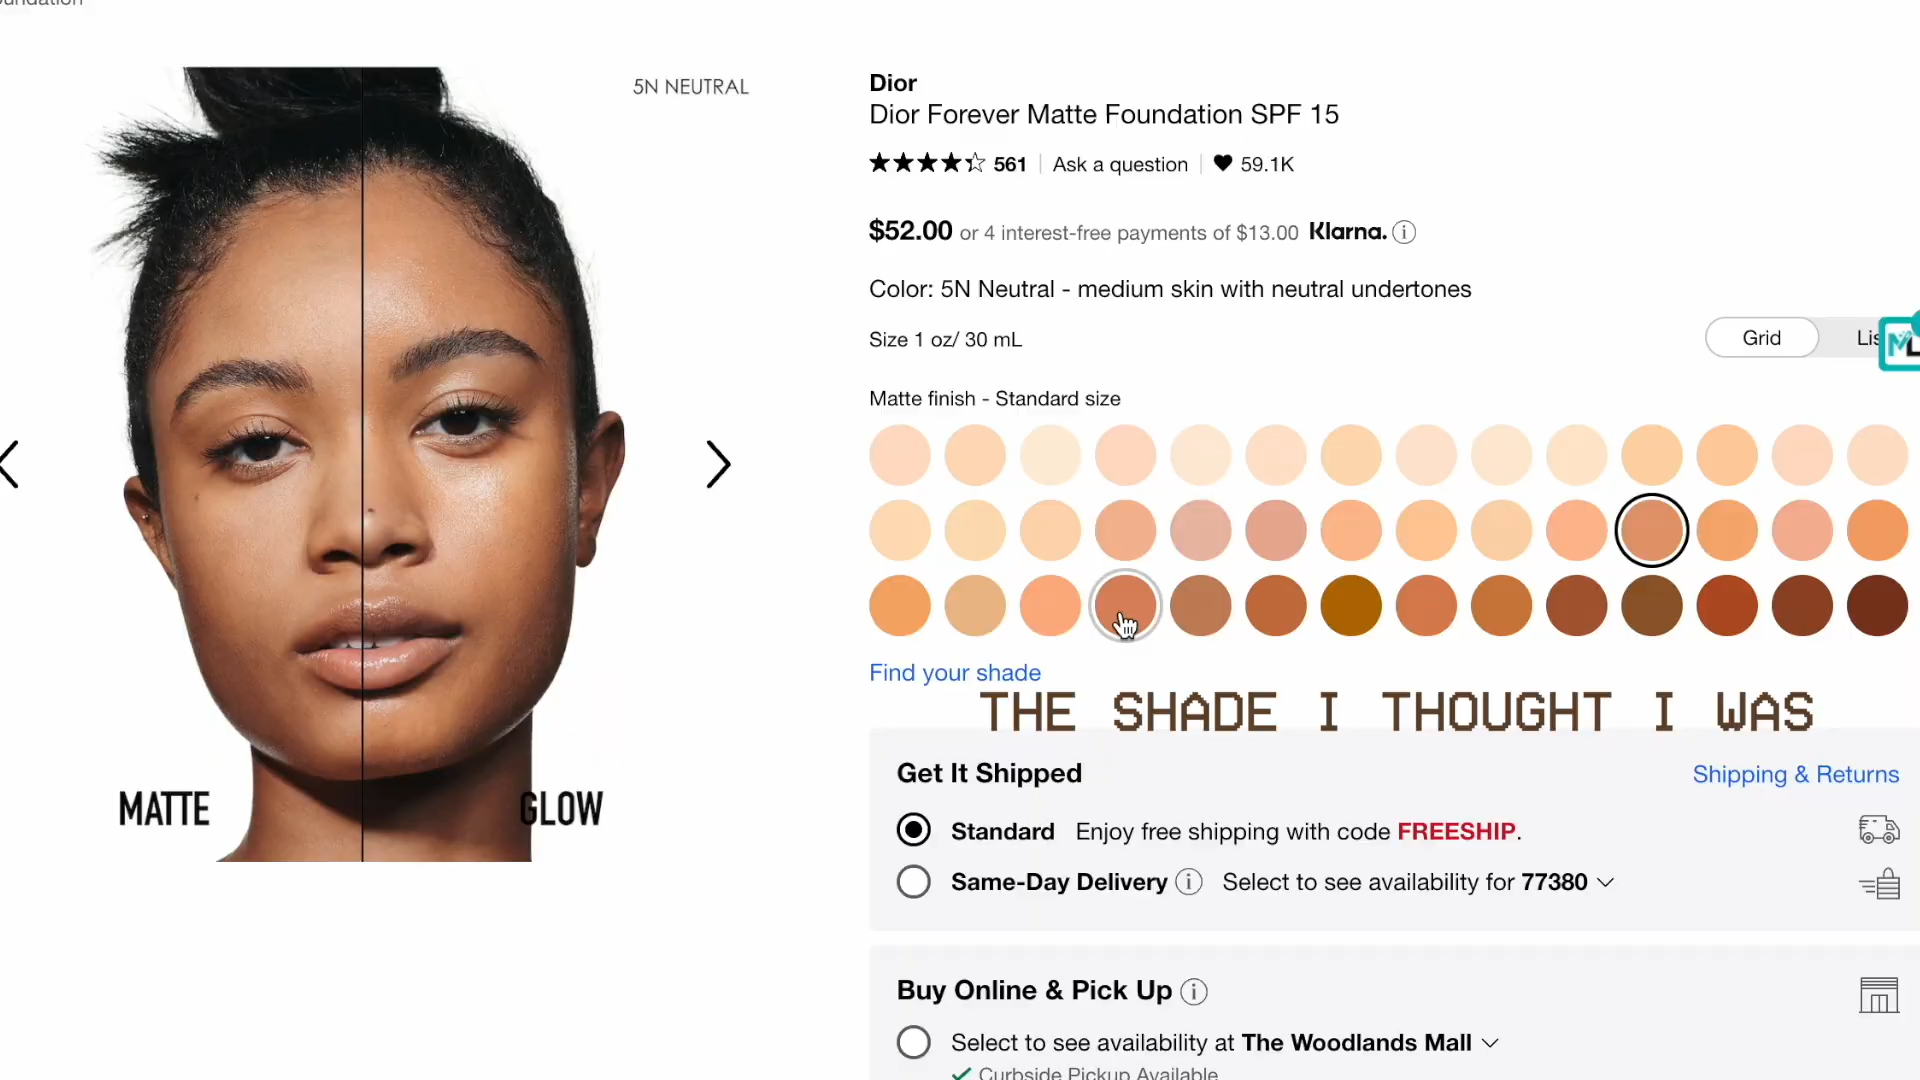 5N NEUTRAL
MATTE
GLOW
Dior
Dior Forever Matte Foundation SPF 15
561 Ask a question 59.1K
$52.00 or 4 interest-free payments of $13.00 Klarna.
Color: 5N Neutral - medium skin with neutral undertones
Size 1 oz/ 30 mL
Grid
Matte finish - Standard size
Find your shade
THE SHADE I THOUGHT I WAS
Get It Shipped
Shipping & Returns
Standard Enjoy free shipping with code FREESHIP.
Same-Day Delivery Select to see availability for 77380
Buy Online & Pick Up
Select to see availability at The Woodlands Mall
Curbside Pickup Available